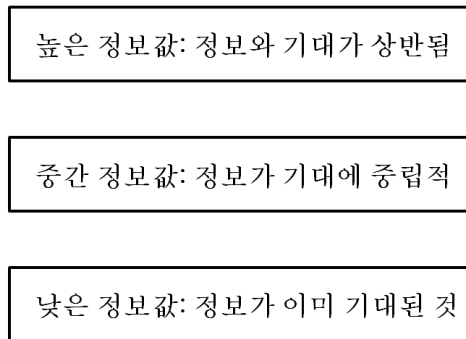 높은 정보값: 정보와 기대가 상반됨
중간 정보값: 정보가 기대에 중립적
낮은 정보값: 정보가 이미 기대된 것